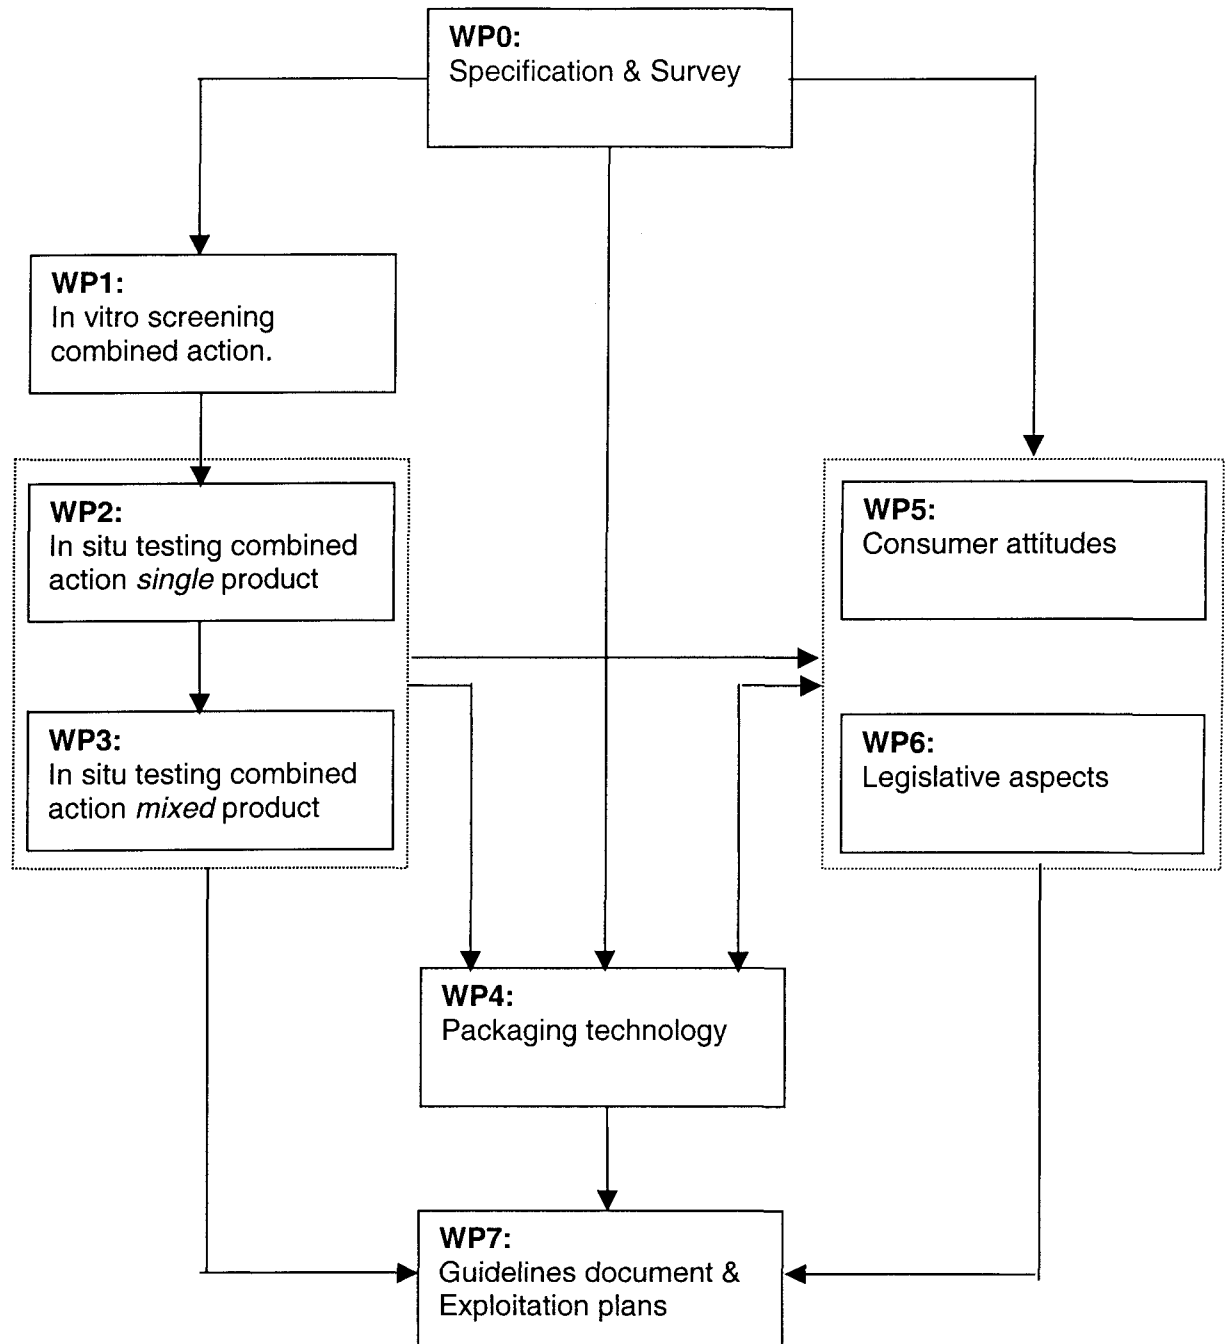 WP0:
Specification & Survey
WP1:
In vitro screening
combined action.
WP2:
In situ testing combined
action single product
WP3:
In situ testing combined
action mixed product
WP5:
Consumer attitudes
WP6:
Legislative aspects
WP4:
Packaging technology
WP7:
Guidelines document &
Exploitation plans